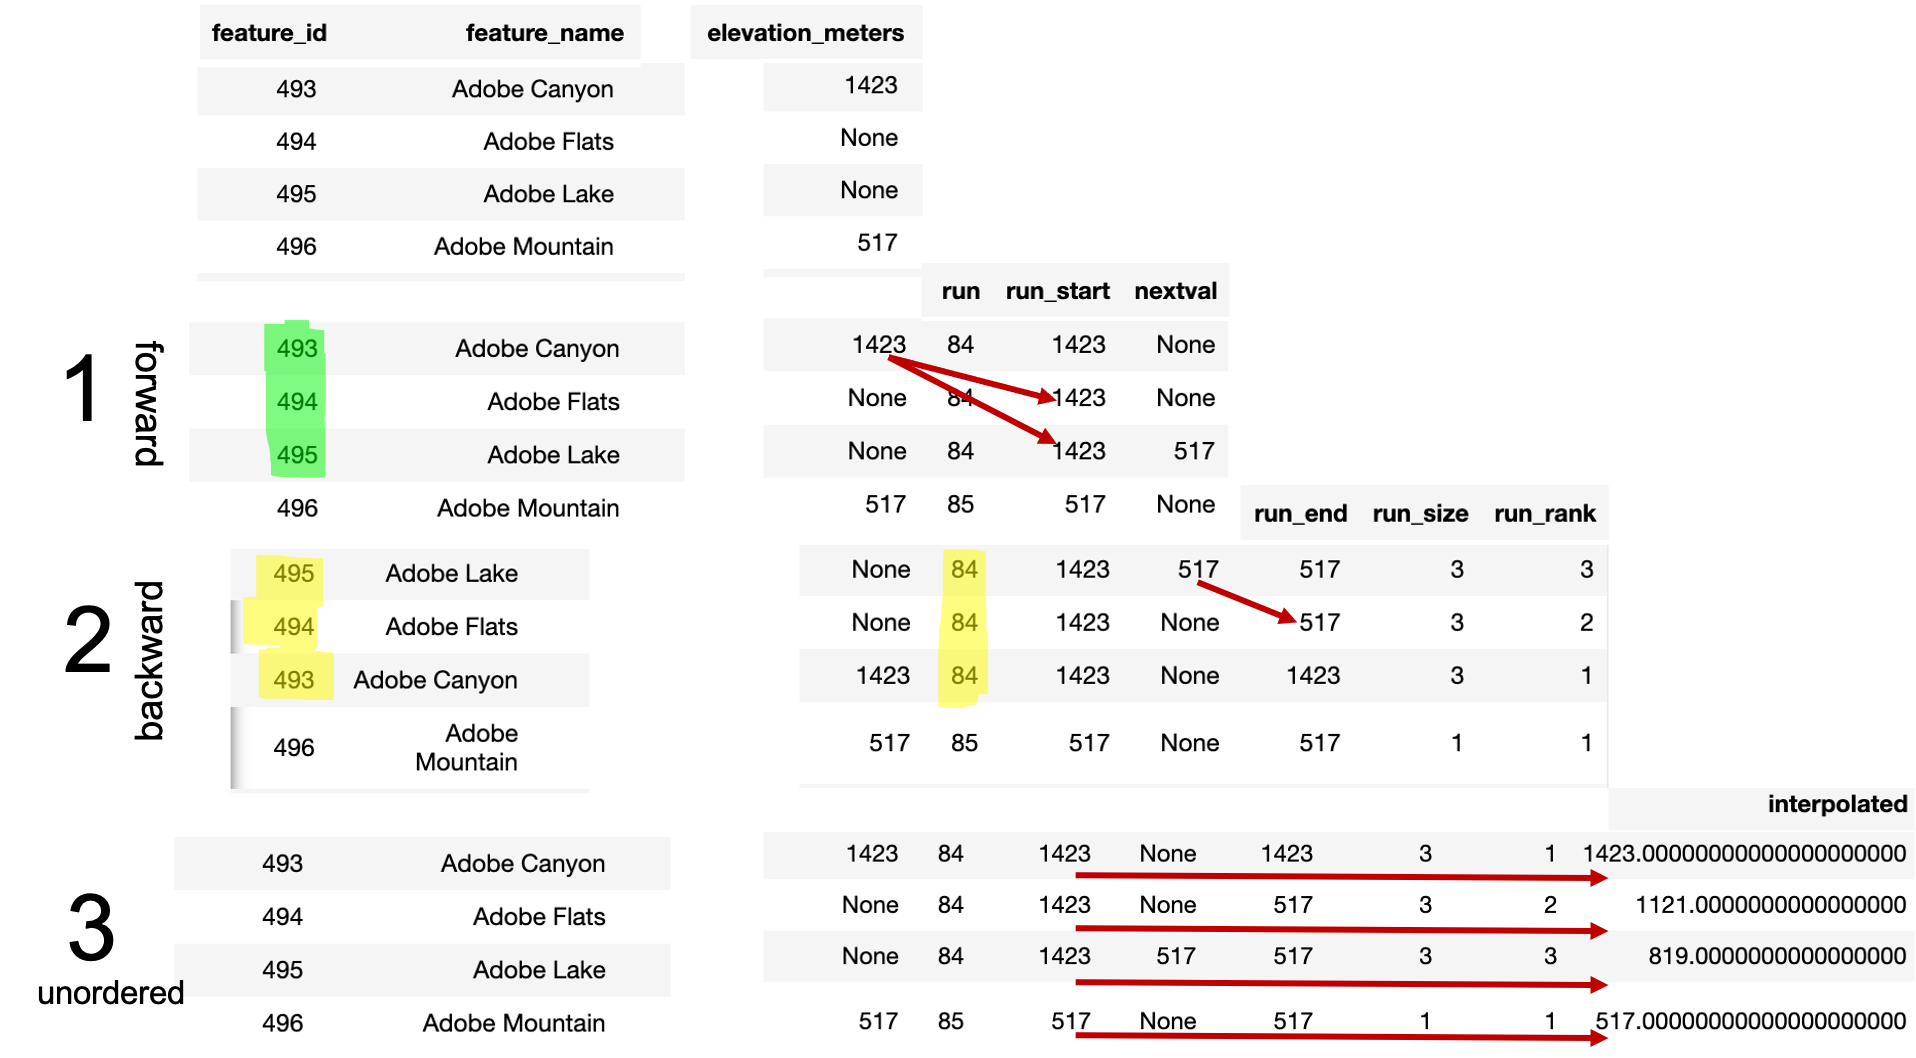 feature_id feature_name elevation_meters
493 Adobe Canyon 1423
494 Adobe Flats None
495 Adobe Lake None
496 Adobe Mountain 517
run run_start nextval
1 forward
493 Adobe Canyon 1423 84 1423 None
494 Adobe Flats None 84 1423 None
495 Adobe Lake None 84 1423 517
496 Adobe Mountain 517 85 517 None
run_end run_size run_rank
2 backward
495 Adobe Lake None 84 1423 517 517 3 3
494 Adobe Flats None 84 1423 None 517 3 2
493 Adobe Canyon 1423 84 1423 None 1423 3 1
496 Adobe Mountain 517 85 517 None 517 1 1
interpolated
3 unordered
493 Adobe Canyon 1423 84 1423 None 1423 3 1 1423.00000000000000000000
494 Adobe Flats None 84 1423 None 517 3 2 1121.0000000000000000
495 Adobe Lake None 84 1423 517 517 3 3 819.0000000000000000
496 Adobe Mountain 517 85 517 None 517 1 1 517.00000000000000000000